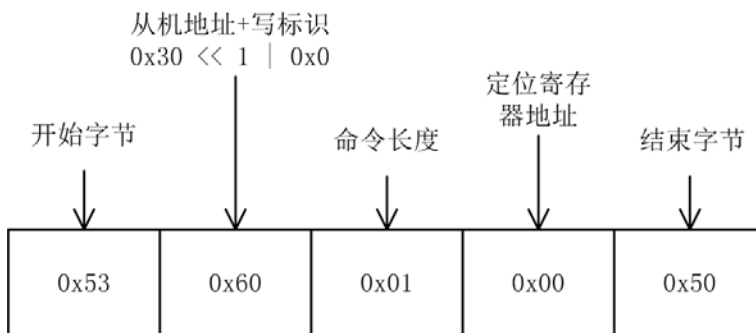 从机地址+写标识
0x30 << 1 | 0x0
定位寄存
器地址
开始字节
命令长度
结束字节
0x53
0x60
0x01
0x00
0x50